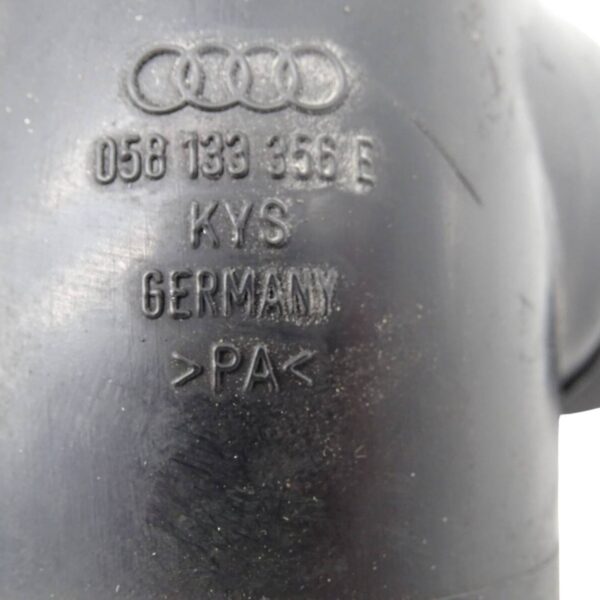 058 133 356 E
KYS
GERMANY
>PA<